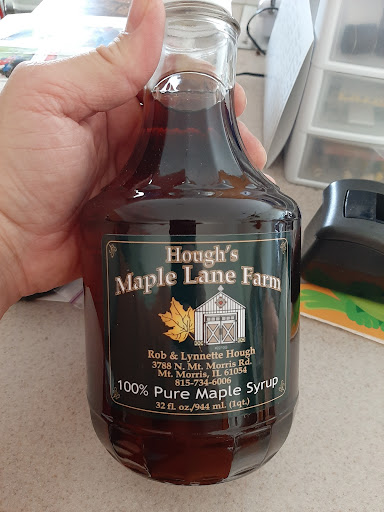 Hough's
Maple Lane Farm
Rob & Lynnette Hough
3788 N. Mt. Morris Rd.
Mt. Morris, IL 61054
815-734-6006
100% Pure Maple Syrup
32 fl. oz./944 ml. (1qt.)